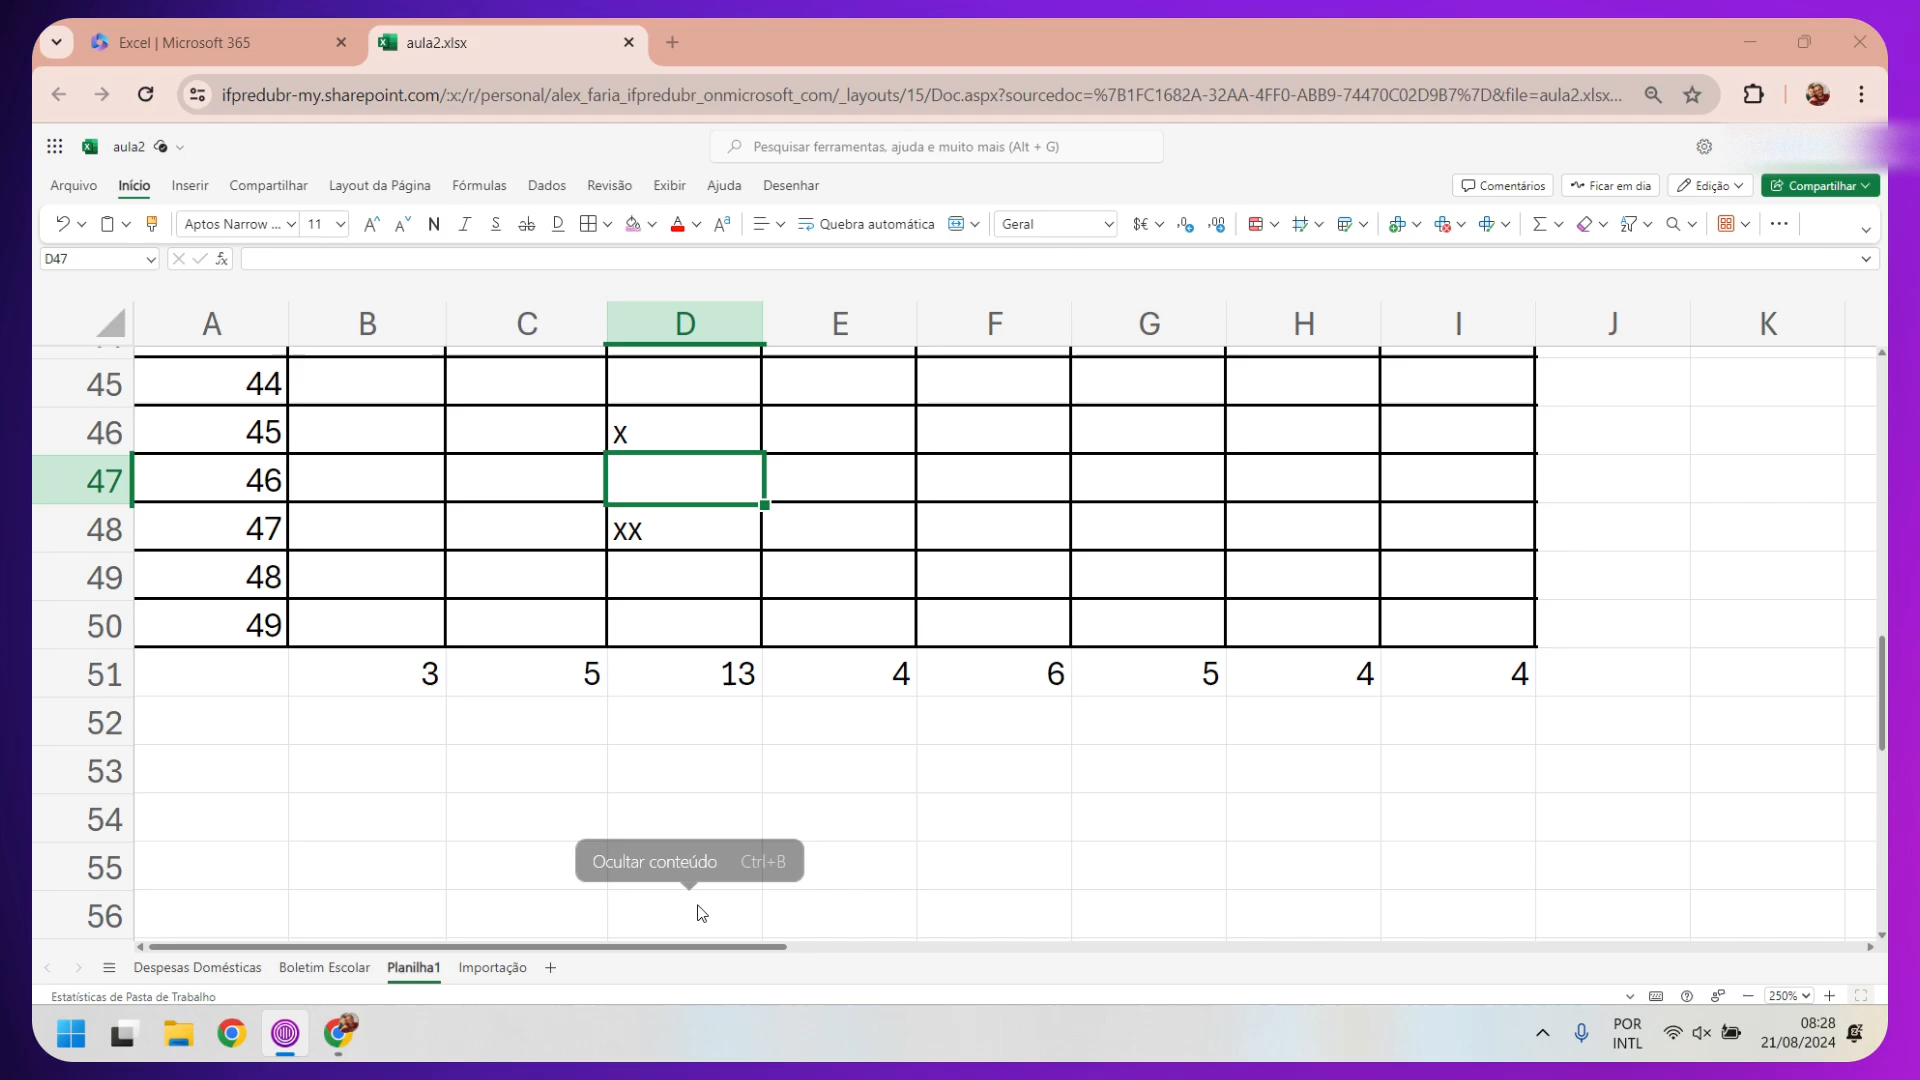 Excel | Microsoft 365
aula2.xlsx
ifpredubr-my.sharepoint.com/:x:/r/personal/alex_faria_ifpredubr_onmicrosoft_com/_layouts/15/Doc.aspx?sourcedoc=%7B1FC1682A-32AA-4FF0-ABB9-74470C02D9B7%7D&file=aula2.xlsx...
aula2
Pesquisar ferramentas, ajuda e muito mais (Alt + G)
Arquivo Início Inserir Compartilhar Layout da Página Fórmulas Dados Revisão Exibir Ajuda Desenhar
Comentários Ficar em dia Edição Compartilhar
Aptos Narrow ... 11 N I S ab D Quebra automática Geral
D47 fx
A B C D E F G H I J K
45 44
46 45 x
47 46
48 47 xx
49 48
50 49
51 3 5 13 4 6 5 4 4
52
53
54
55
56
Ocultar conteúdo Ctrl+B
Despesas Domésticas Boletim Escolar Planilha1 Importação
Estatísticas de Pasta de Trabalho
250%
POR
INTL
08:28
21/08/2024